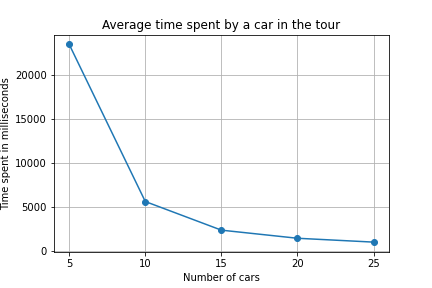 Average time spent by a car in the tour
Time spent in milliseconds
20000
15000
10000
5000
0
5 10 15 20 25
Number of cars